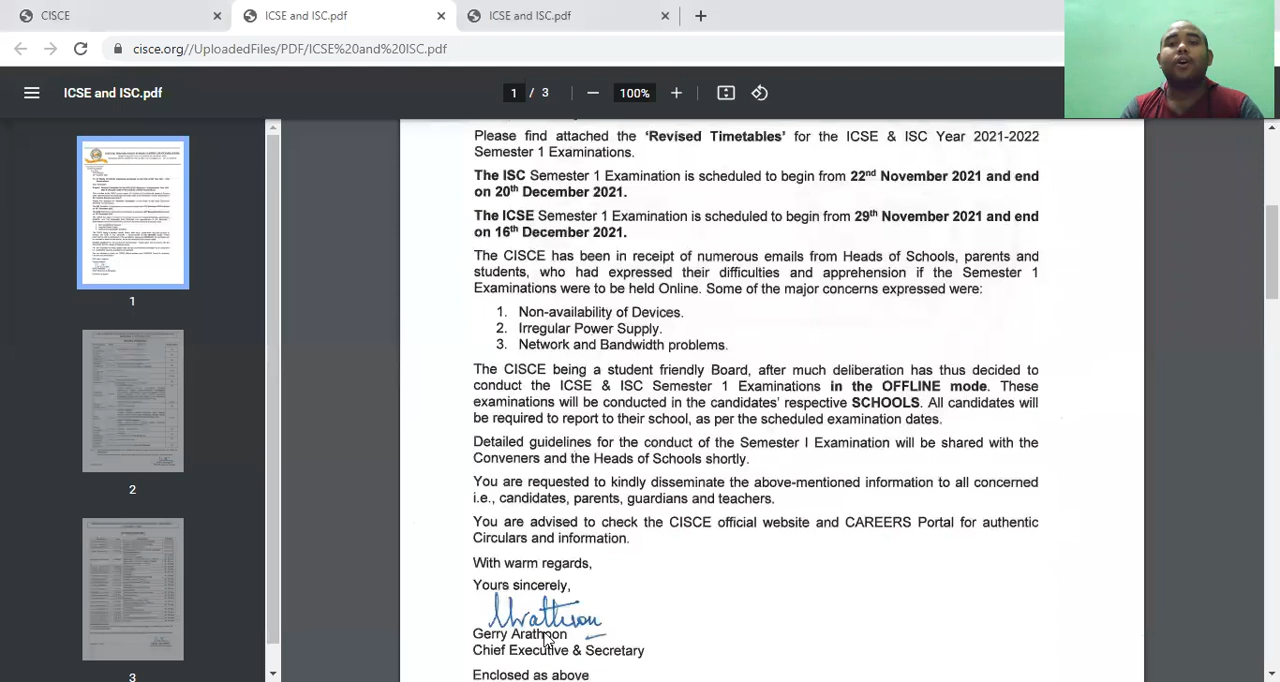 CISCE
ICSE and ISC.pdf
ICSE and ISC.pdf
cisce.org//UploadedFiles/PDF/ICSE%20and%20ISC.pdf
ICSE and ISC.pdf
1 / 3
100%
Please find attached the ‘Revised Timetables’ for the ICSE & ISC Year 2021-2022
Semester 1 Examinations.
The ISC Semester 1 Examination is scheduled to begin from 22nd November 2021 and end
on 20th December 2021.
The ICSE Semester 1 Examination is scheduled to begin from 29th November 2021 and end
on 16th December 2021.
The CISCE has been in receipt of numerous emails from Heads of Schools, parents and
students, who had expressed their difficulties and apprehension if the Semester 1
Examinations were to be held Online. Some of the major concerns expressed were:
1. Non-availability of Devices.
2. Irregular Power Supply.
3. Network and Bandwidth problems.
The CISCE being a student friendly Board, after much deliberation has thus decided to
conduct the ICSE & ISC Semester 1 Examinations in the OFFLINE mode. These
examinations will be conducted in the candidates' respective SCHOOLS. All candidates will
be required to report to their school, as per the scheduled examination dates.
Detailed guidelines for the conduct of the Semester I Examination will be shared with the
Conveners and the Heads of Schools shortly.
You are requested to kindly disseminate the above-mentioned information to all concerned
i.e., candidates, parents, guardians and teachers.
You are advised to check the CISCE official website and CAREERS Portal for authentic
Circulars and information.
With warm regards,
Yours sincerely,
Gerry Arathoon
Chief Executive & Secretary
Enclosed as above
1
2
3